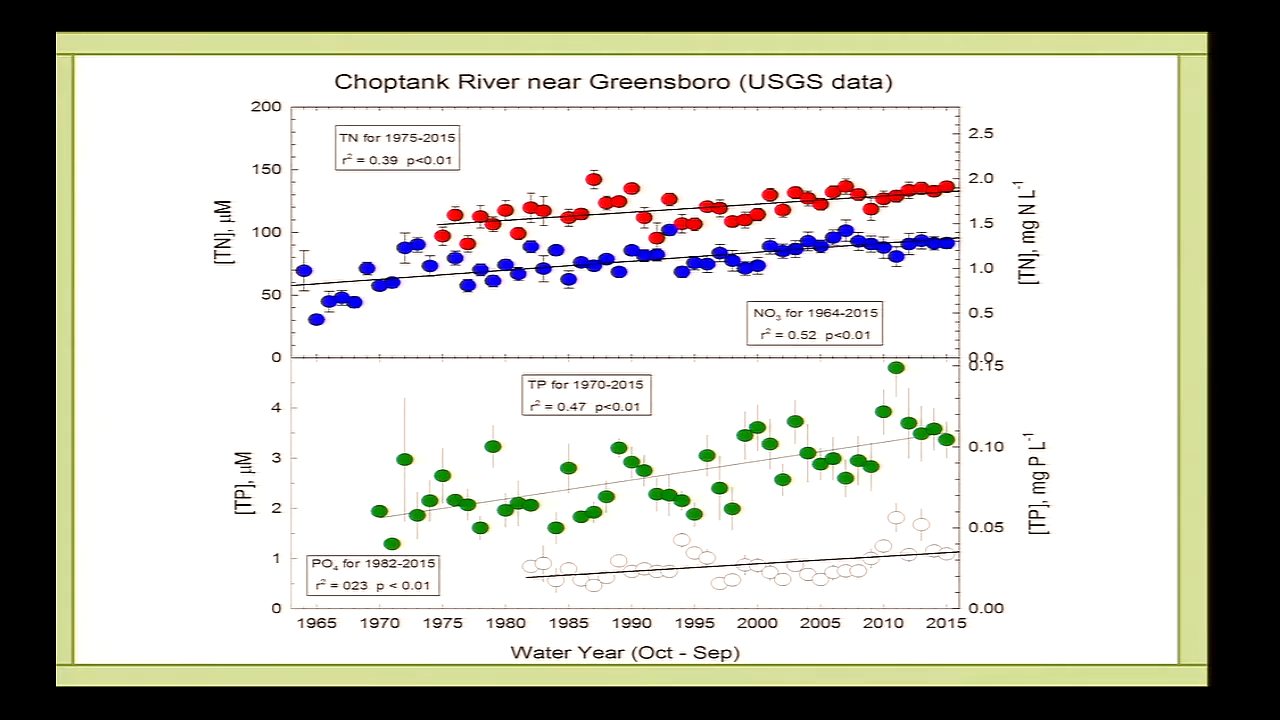 Choptank River near Greensboro (USGS data)
200
150
100
50
0
[TN], µM
TN for 1975-2015
r² = 0.39 p<0.01
2.5
2.0
1.5
1.0
0.5
0.0
[TN], mg N L⁻¹
NO₃ for 1964-2015
r² = 0.52 p<0.01
4
3
2
1
0
[TP], µM
TP for 1970-2015
r² = 0.47 p<0.01
0.15
0.10
0.05
0.00
[TP], mg P L⁻¹
PO₄ for 1982-2015
r² = 023 p < 0.01
1965 1970 1975 1980 1985 1990 1995 2000 2005 2010 2015
Water Year (Oct - Sep)